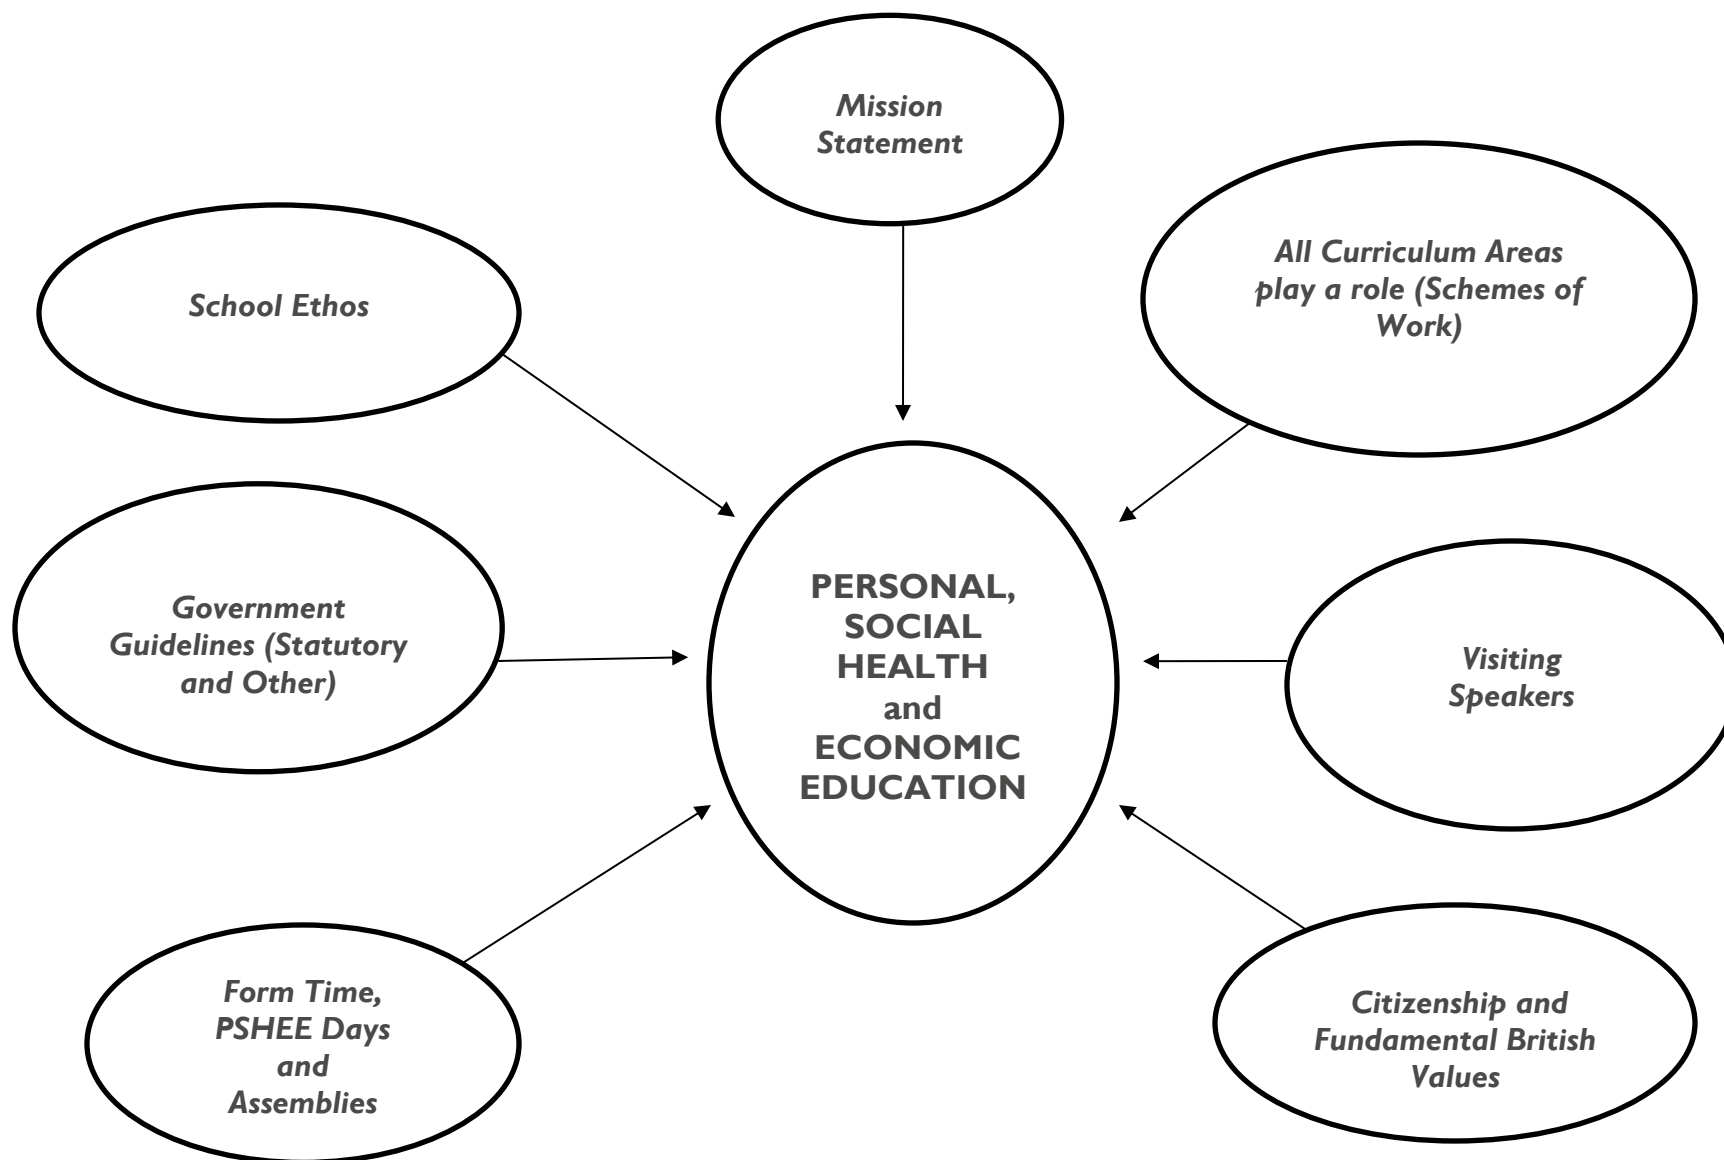 Mission
Statement
All Curriculum Areas
play a role (Schemes of
Work)
School Ethos
PERSONAL,
SOCIAL
HEALTH
and
ECONOMIC
EDUCATION
Government
Guidelines (Statutory
and Other)
Visiting
Speakers
Form Time,
PSHEE Days
and
Assemblies
Citizenship and
Fundamental British
Values